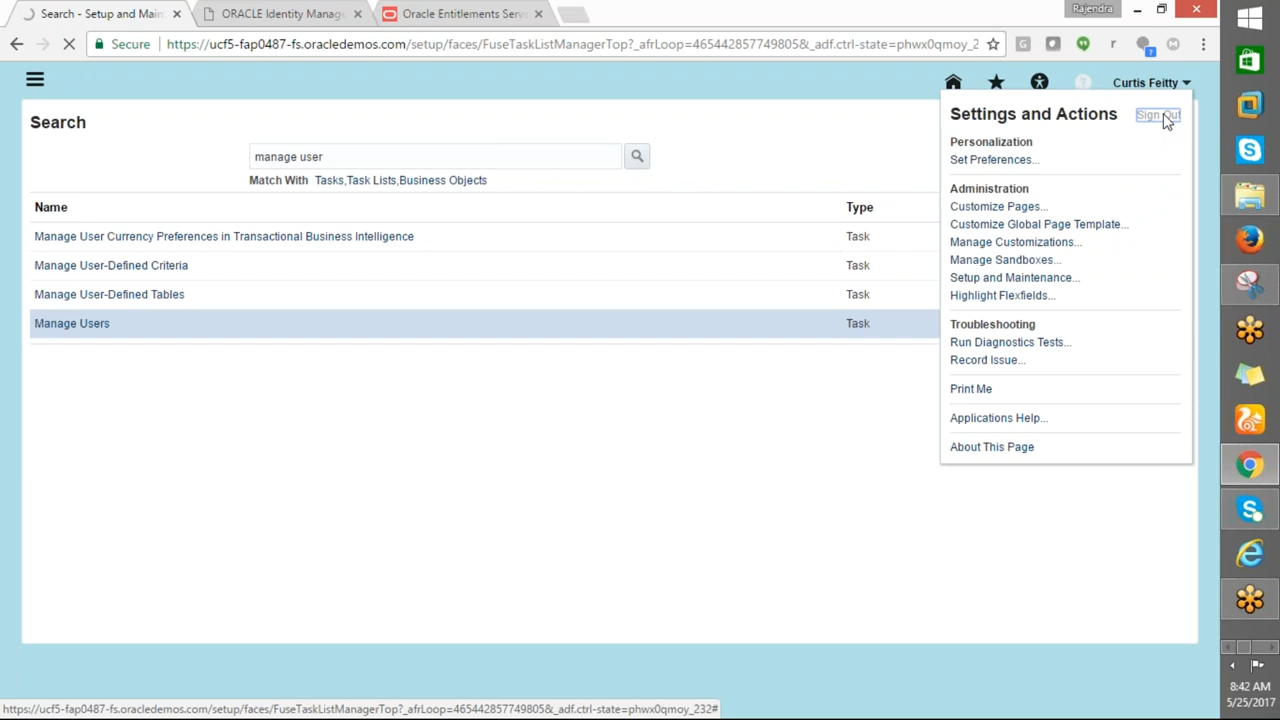 Search - Setup and Main
ORACLE Identity Manage
Oracle Entitlements Serv
Rajendra
Secure
https://ucf5-fap0487-fs.oracledemos.com/setup/faces/FuseTaskListManagerTop?_afrLoop=4654428577498058&_adf.ctrl-state=phwx0qmoy_2
Curtis Feitty
Search
manage user
Match With Tasks,Task Lists,Business Objects
Name Type
Manage User Currency Preferences in Transactional Business Intelligence Task
Manage User-Defined Criteria Task
Manage User-Defined Tables Task
Manage Users Task
Settings and Actions Sign Out
Personalization
Set Preferences...
Administration
Customize Pages...
Customize Global Page Template...
Manage Customizations...
Manage Sandboxes...
Setup and Maintenance...
Highlight Flexfields...
Troubleshooting
Run Diagnostics Tests...
Record Issue...
Print Me
Applications Help...
About This Page
https://ucf5-fap0487-fs.oracledemos.com/setup/faces/FuseTaskListManagerTop?_afrLoop=4654428577498058&_adf.ctrl-state=phwx0qmoy_232#
8:42 AM
5/25/2017